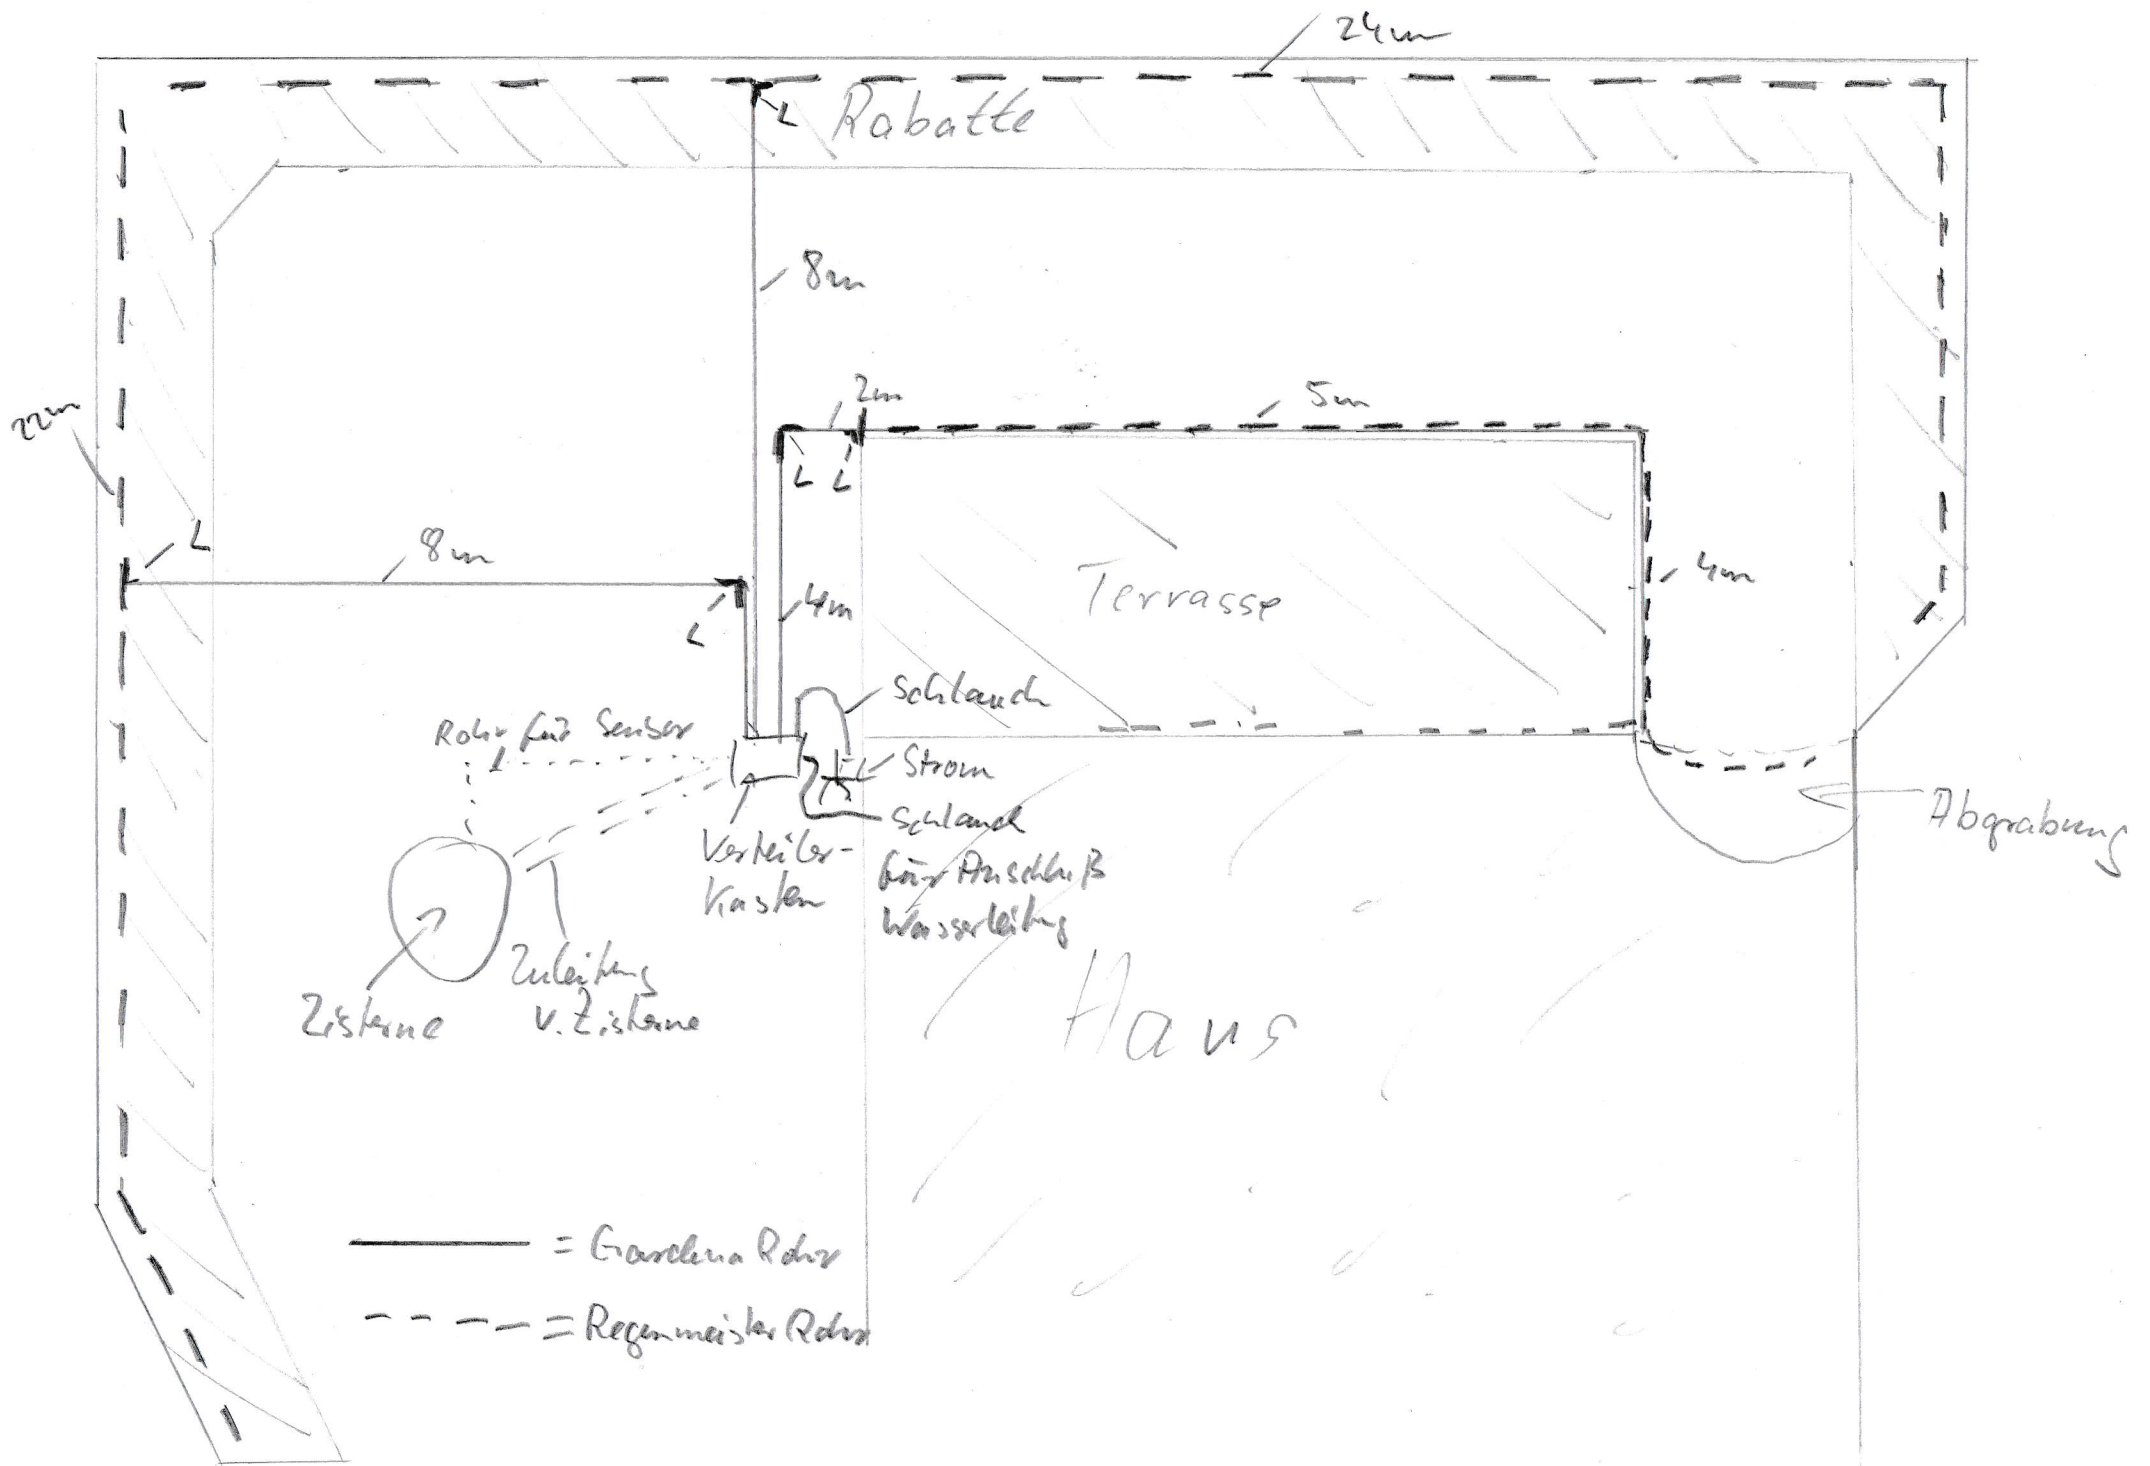 24m
L
Rabatte
8m
22m
2m
5m
L
L
L
8m
4m
Terrasse
4m
L
Schlauch
Rohr für Sensor
Strom
Schlauch
für Anschluß
Wasserleitung
Verteiler-
kasten
Abgrabung
Zuleitung
v. Zisterne
Zisterne
Haus
= Gardena Rohr
= Regenmeister Rohr